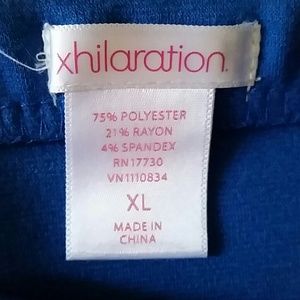 xhilaration.
75% POLYESTER
21% RAYON
4% SPANDEX
RN17730
VN1110834
XL
MADE IN
CHINA